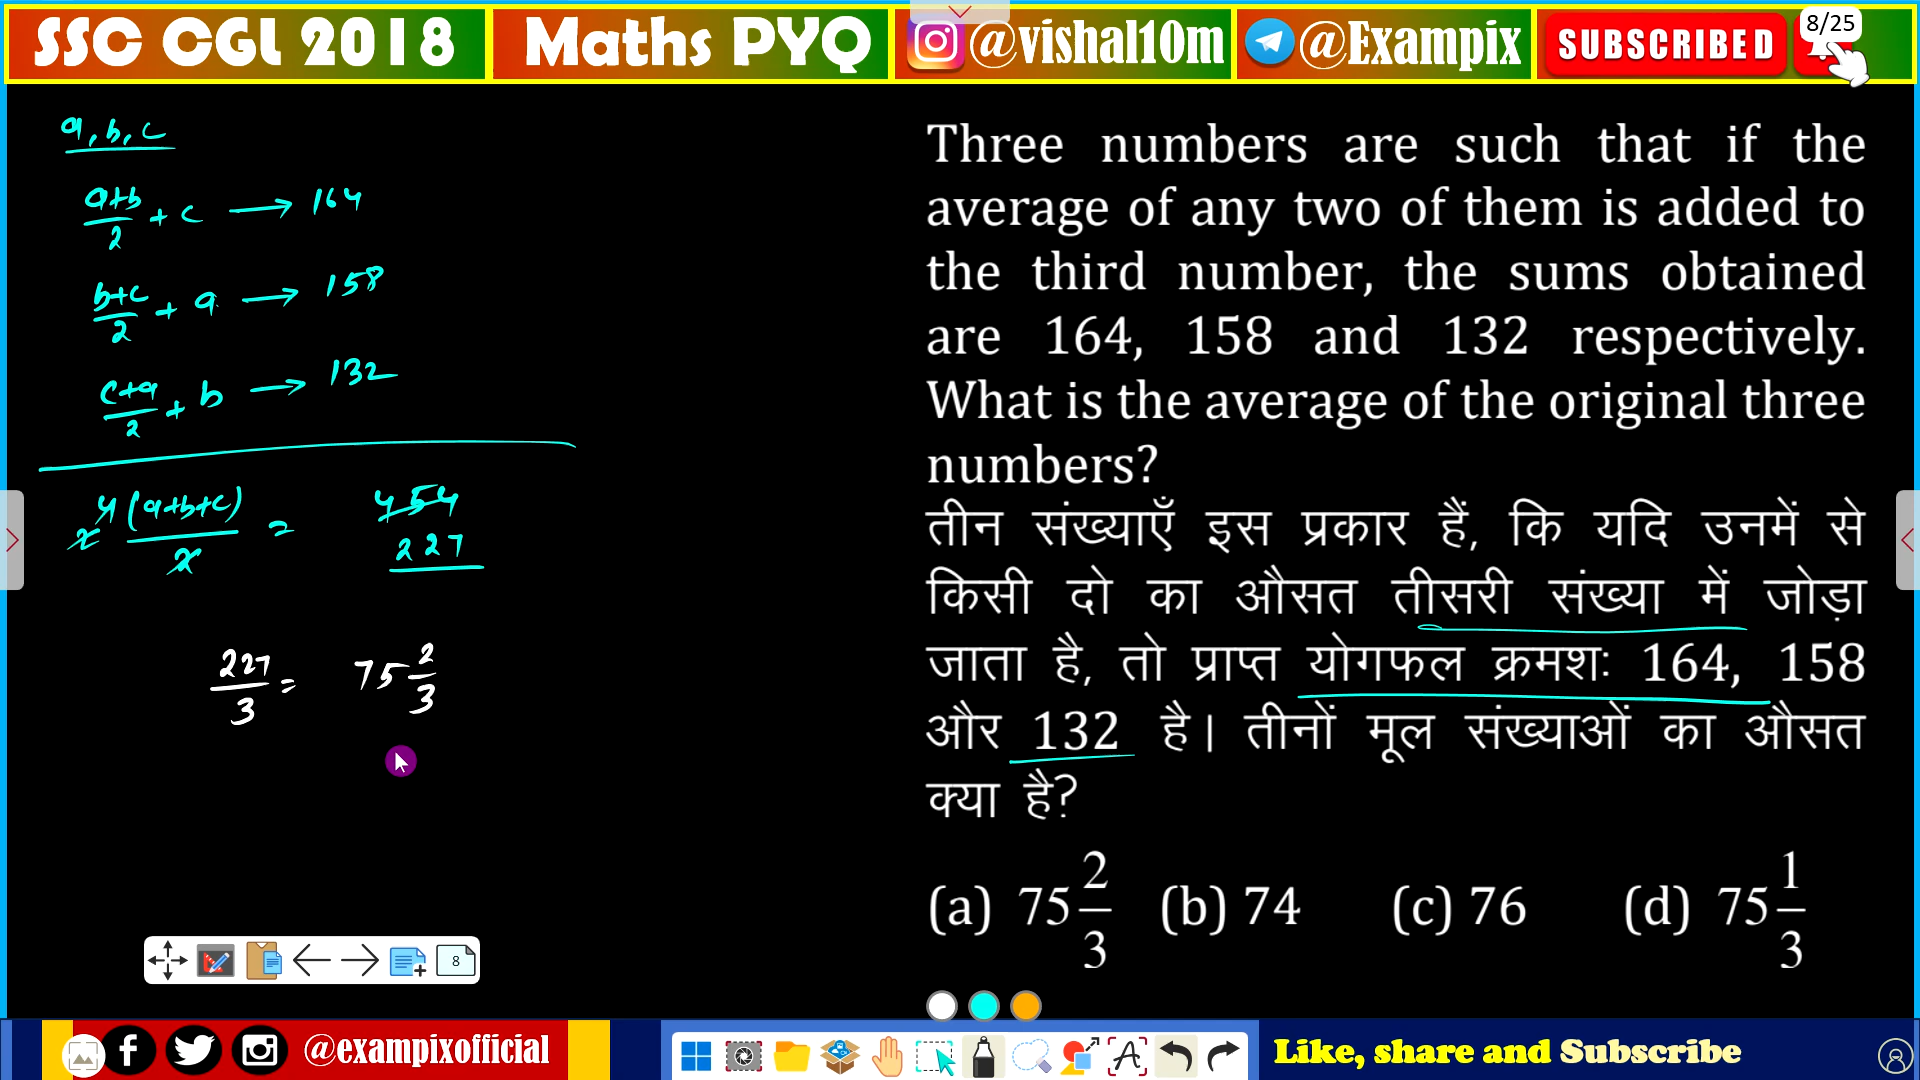 SSC CGL 2018 Maths PYQ @vishal10m @Exampix SUBSCRIBED 8/25
a, b, c
a+b/2 + c → 164
b+c/2 + a → 158
c+a/2 + b → 132
2 4(a+b+c)/2 = 454
227
227/3 = 75 2/3
Three numbers are such that if the
average of any two of them is added to
the third number, the sums obtained
are 164, 158 and 132 respectively.
What is the average of the original three
numbers?
तीन संख्याएँ इस प्रकार हैं, कि यदि उनमें से
किसी दो का औसत तीसरी संख्या में जोड़ा
जाता है, तो प्राप्त योगफल क्रमशः 164, 158
और 132 है। तीनों मूल संख्याओं का औसत
क्या है?
(a) 75 2/3 (b) 74 (c) 76 (d) 75 1/3
8
@exampixofficial Like, share and Subscribe